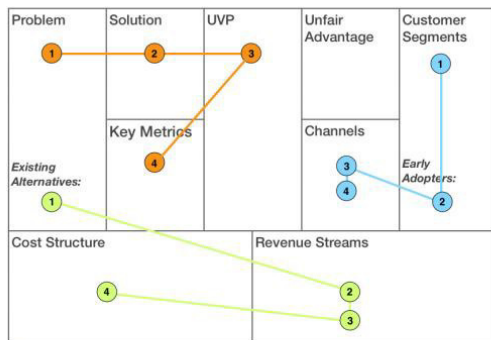 Problem
Solution
UVP
Unfair
Advantage
Customer
Segments
1
2
3
1
Key Metrics
4
Channels
3
4
Existing
Alternatives:
1
Early
Adopters:
2
Cost Structure
4
Revenue Streams
2
3